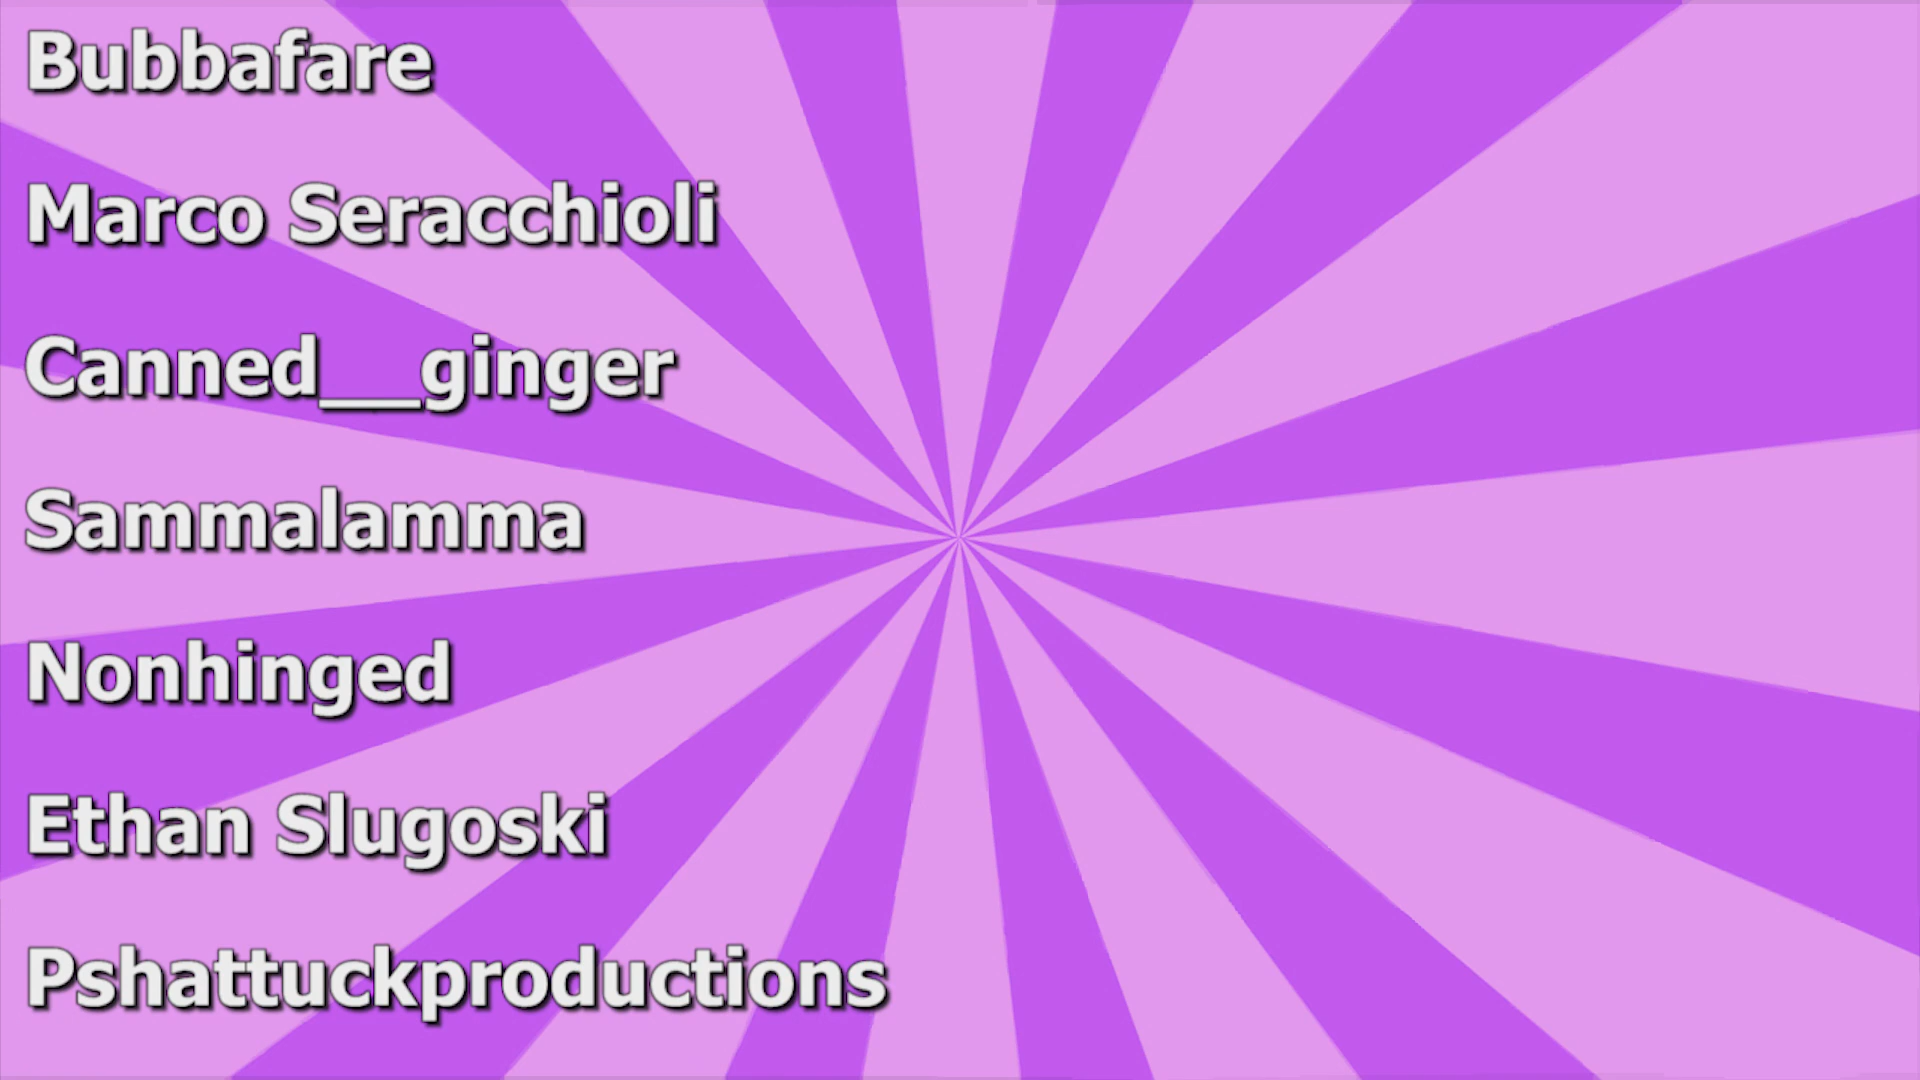 Bubbafare
Marco Seracchioli
Canned__ginger
Sammalamma
Nonhinged
Ethan Slugoski
Pshattuckproductions